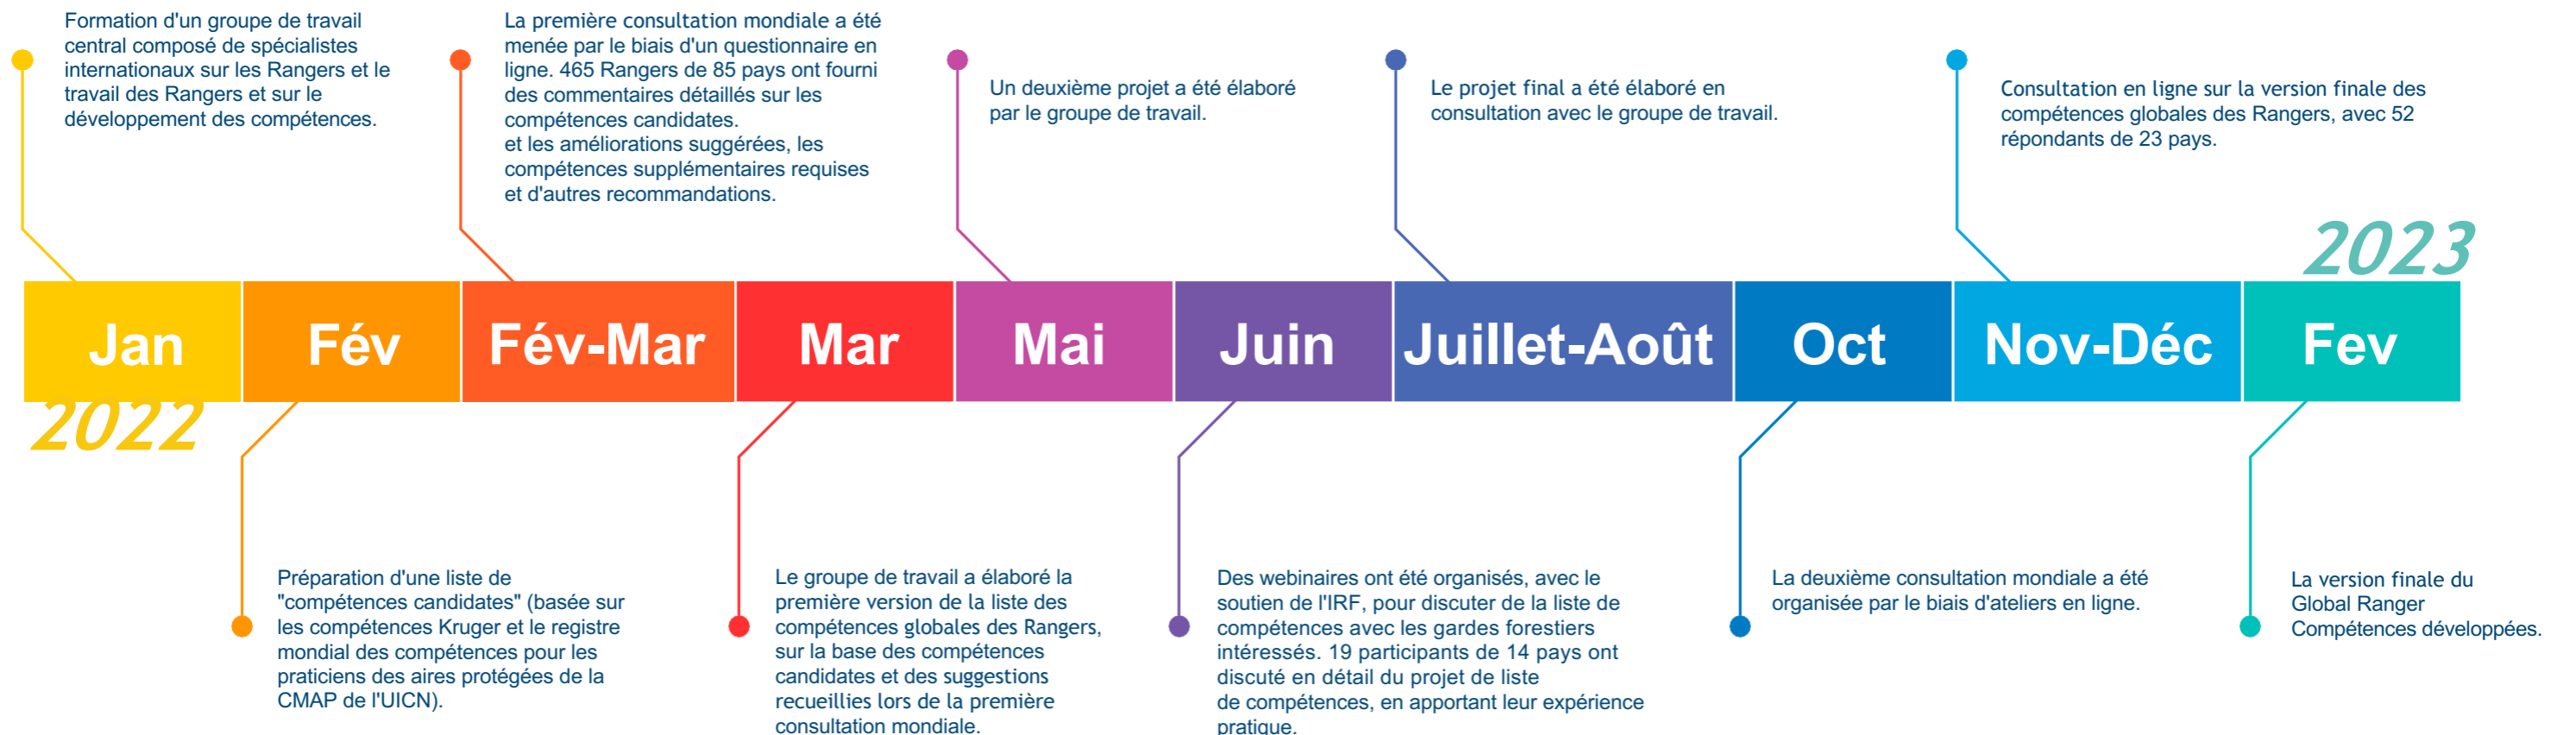 Formation d'un groupe de travail
central composé de spécialistes
internationaux sur les Rangers et le
travail des Rangers et sur le
développement des compétences.
La première consultation mondiale a été
menée par le biais d'un questionnaire en
ligne. 465 Rangers de 85 pays ont fourni
des commentaires détaillés sur les
compétences candidates.
et les améliorations suggérées, les
compétences supplémentaires requises
et d'autres recommandations.
Un deuxième projet a été élaboré
par le groupe de travail.
Le projet final a été élaboré en
consultation avec le groupe de travail.
Consultation en ligne sur la version finale des
compétences globales des Rangers, avec 52
répondants de 23 pays.
2023
Jan
Fév
Fév-Mar
Mar
Mai
Juin
Juillet-Août
Oct
Nov-Déc
Fev
2022
Préparation d'une liste de
"compétences candidates" (basée sur
les compétences Kruger et le registre
mondial des compétences pour les
praticiens des aires protégées de la
CMAP de l'UICN).
Le groupe de travail a élaboré la
première version de la liste des
compétences globales des Rangers,
sur la base des compétences
candidates et des suggestions
recueillies lors de la première
consultation mondiale.
Des webinaires ont été organisés, avec le
soutien de l'IRF, pour discuter de la liste de
compétences avec les gardes forestiers
intéressés. 19 participants de 14 pays ont
discuté en détail du projet de liste
de compétences, en apportant leur expérience
pratique.
La deuxième consultation mondiale a été
organisée par le biais d'ateliers en ligne.
La version finale du
Global Ranger
Compétences développées.